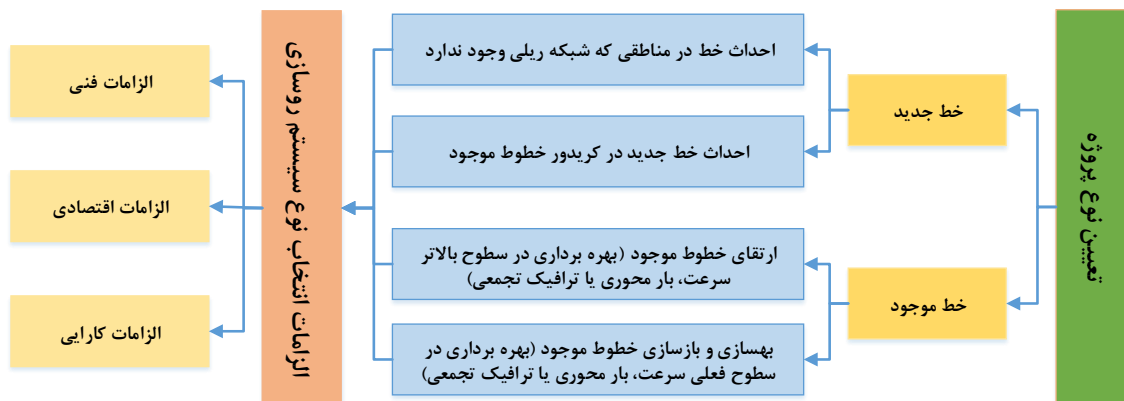 تعیین نوع پروژه
خط جدید
خط موجود
احداث خط در مناطقی که شبکه ریلی وجود ندارد
احداث خط جدید در کریدور خطوط موجود
ارتقای خطوط موجود (بهره برداری در سطوح بالاتر
سرعت، بار محوری یا ترافیک تجمعی)
بهسازی و بازسازی خطوط موجود (بهره برداری در
سطوح فعلی سرعت، بار محوری یا ترافیک تجمعی)
الزامات انتخاب نوع سیستم روسازی
الزامات فنی
الزامات اقتصادی
الزامات کارایی